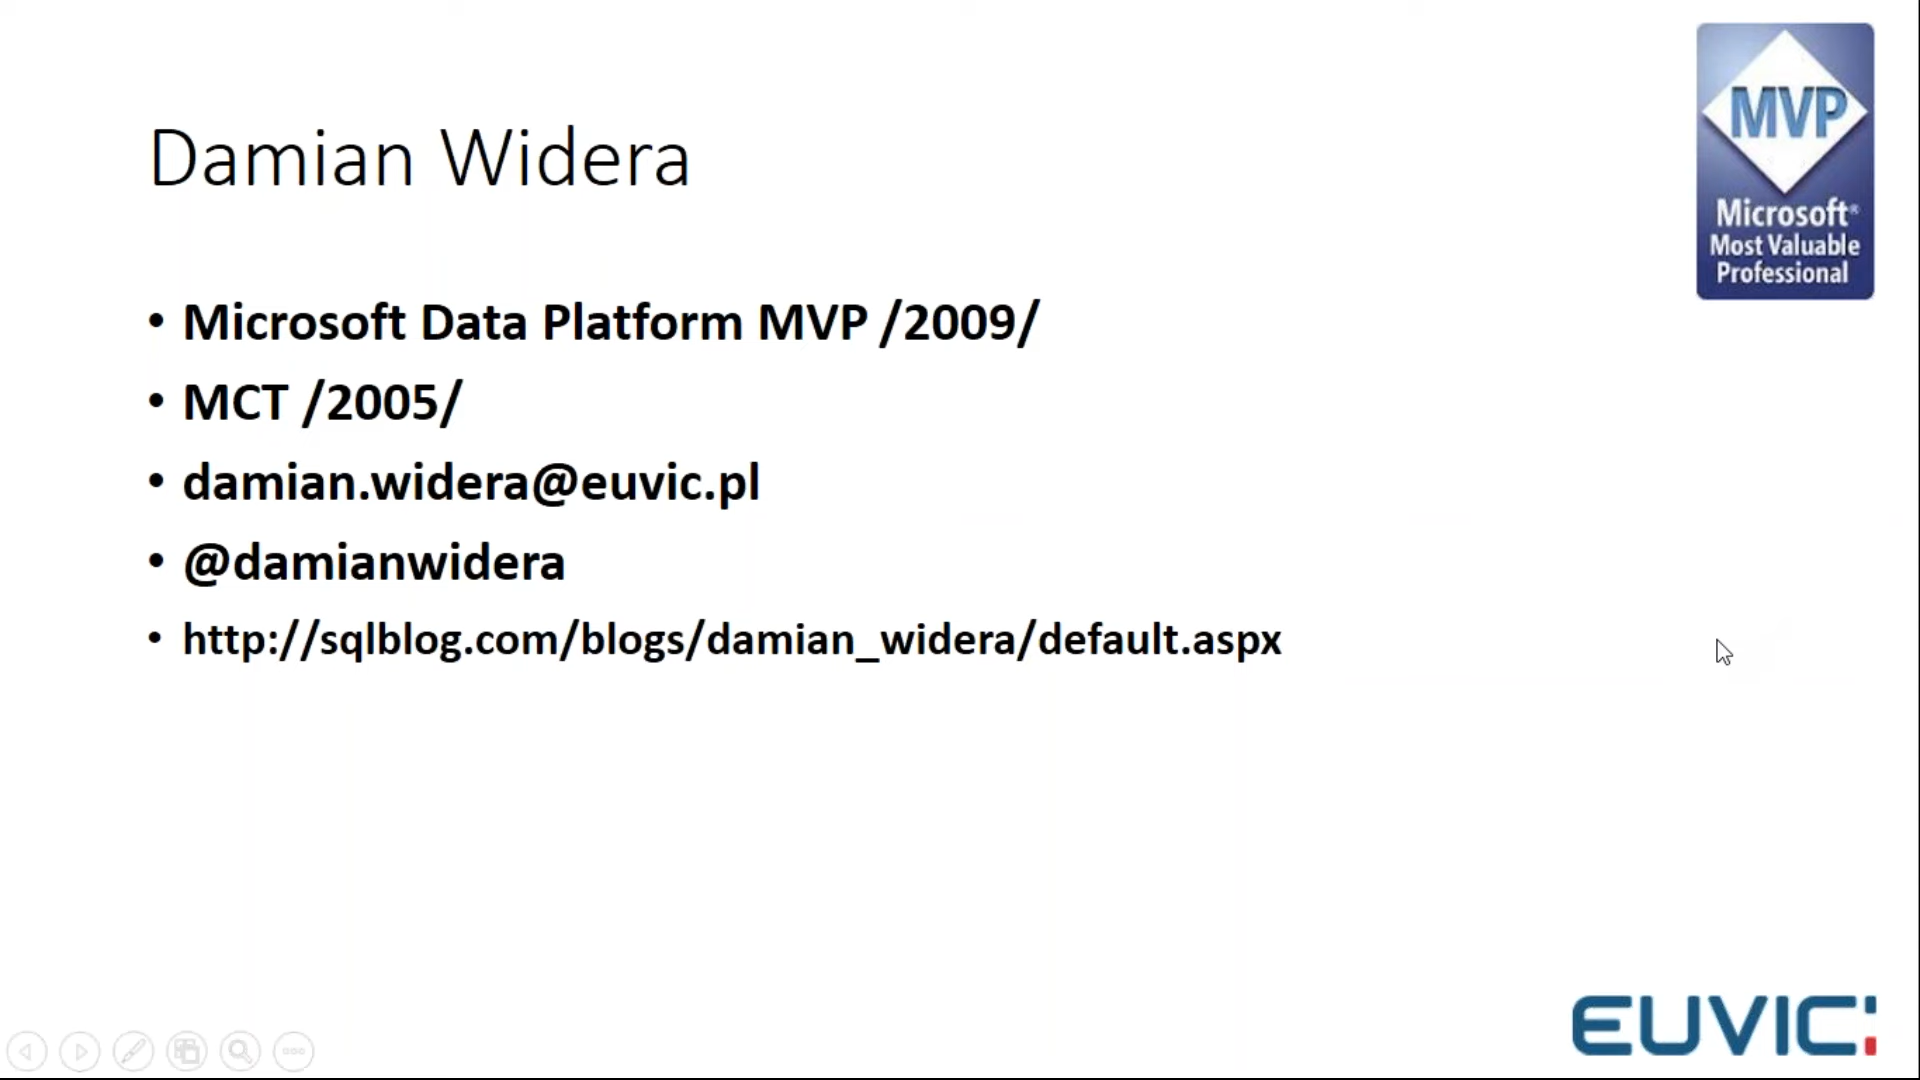 Damian Widera
• Microsoft Data Platform MVP /2009/
• MCT /2005/
• damian.widera@euvic.pl
• @damianwidera
• http://sqlblog.com/blogs/damian_widera/default.aspx
MVP
Microsoft®
Most Valuable
Professional
EUVIC: